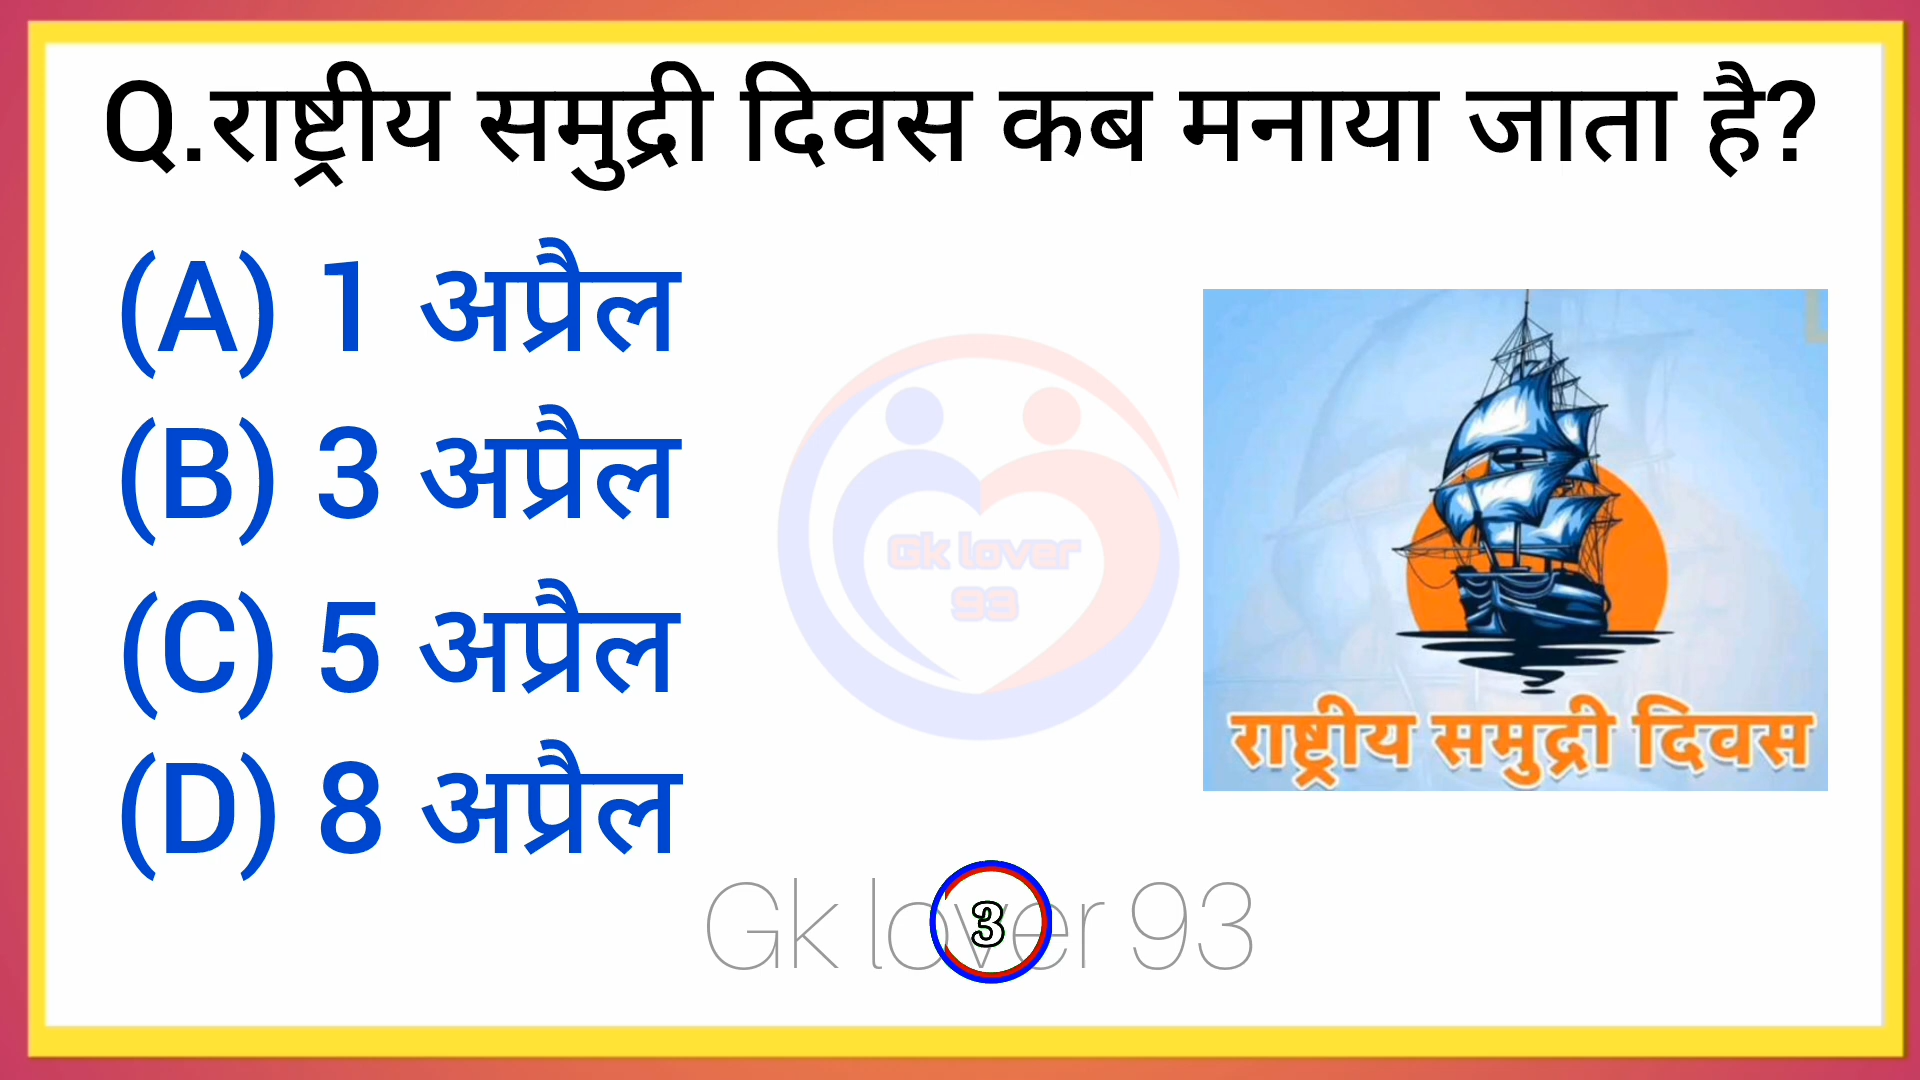 Q.राष्ट्रीय समुद्री दिवस कब मनाया जाता है?
(A) 1 अप्रैल
(B) 3 अप्रैल
(C) 5 अप्रैल
(D) 8 अप्रैल
Gk lover
93
राष्ट्रीय समुद्री दिवस
Gk lover 93
3